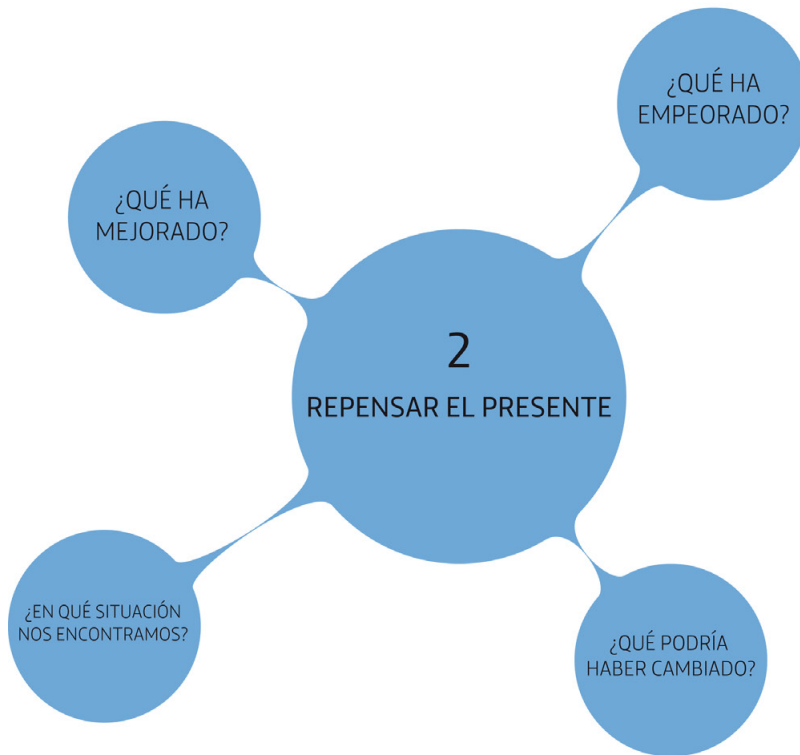 ¿QUÉ HA
EMPEORADO?
¿QUÉ HA
MEJORADO?
2
REPENSAR EL PRESENTE
¿EN QUÉ SITUACIÓN
NOS ENCONTRAMOS?
¿QUÉ PODRÍA
HABER CAMBIADO?